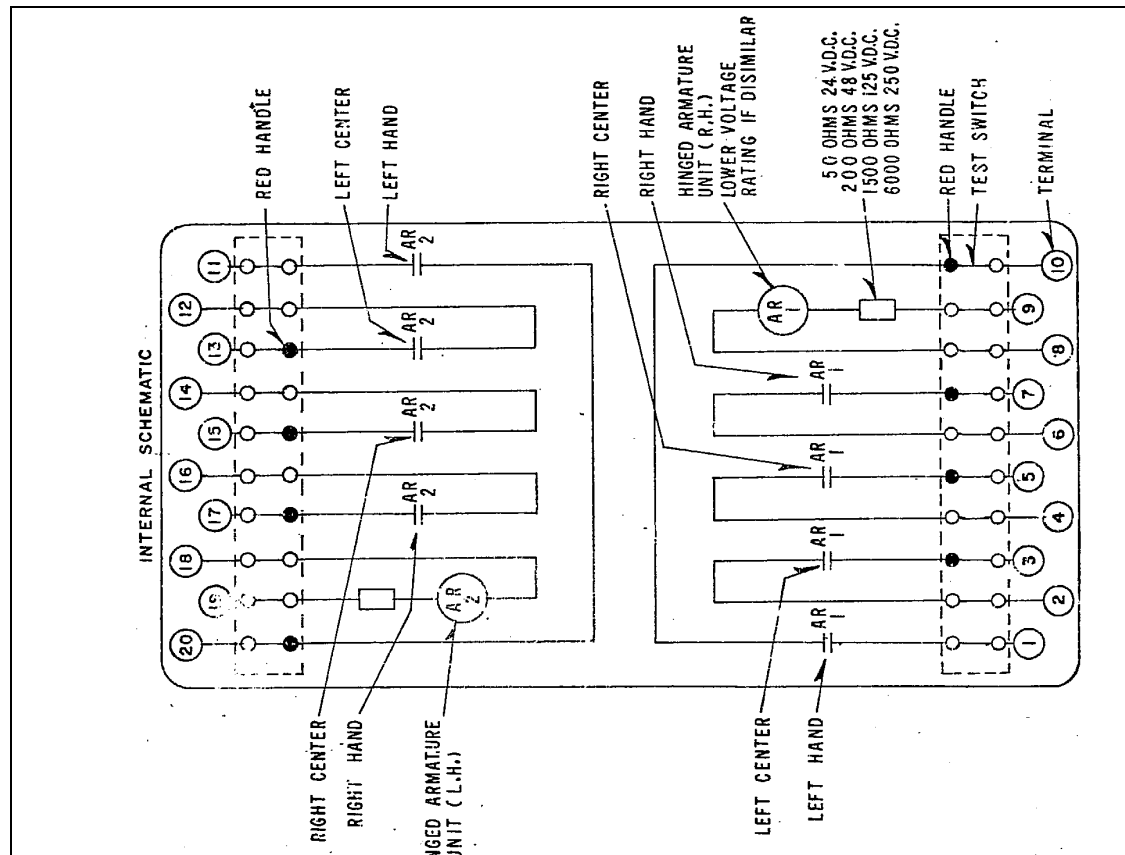 INTERNAL SCHEMATIC
RED HANDLE
LEFT CENTER
LEFT HAND
RIGHT CENTER
RIGHT HAND
HINGED ARMATURE
UNIT (R.H.)
LOWER VOLTAGE
RATING IF DISIMILAR
50 OHMS 24 V.D.C.
200 OHMS 48 V.D.C.
1500 OHMS 125 V.D.C.
6000 OHMS 250 V.D.C.
RED HANDLE
TEST SWITCH
TERMINAL
20
19
18
17
16
15
14
13
12
11
AR
2
AR
2
AR
2
AR
2
AR
2
AR
1
AR
1
AR
1
AR
1
AR
1
1
2
3
4
5
6
7
8
9
10
RIGHT CENTER
RIGHT HAND
NGED ARMATURE
UNIT (L.H.)
LEFT CENTER
LEFT HAND